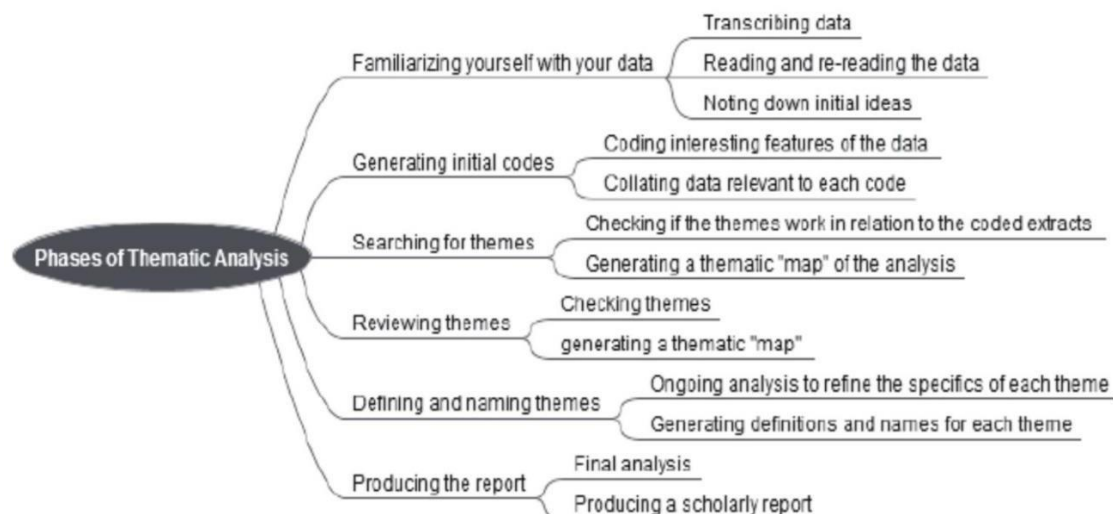 Phases of Thematic Analysis
Familiarizing yourself with your data
Transcribing data
Reading and re-reading the data
Noting down initial ideas
Generating initial codes
Coding interesting features of the data
Collating data relevant to each code
Searching for themes
Checking if the themes work in relation to the coded extracts
Generating a thematic "map" of the analysis
Reviewing themes
Checking themes
generating a thematic "map"
Defining and naming themes
Ongoing analysis to refine the specifics of each theme
Generating definitions and names for each theme
Producing the report
Final analysis
Producing a scholarly report